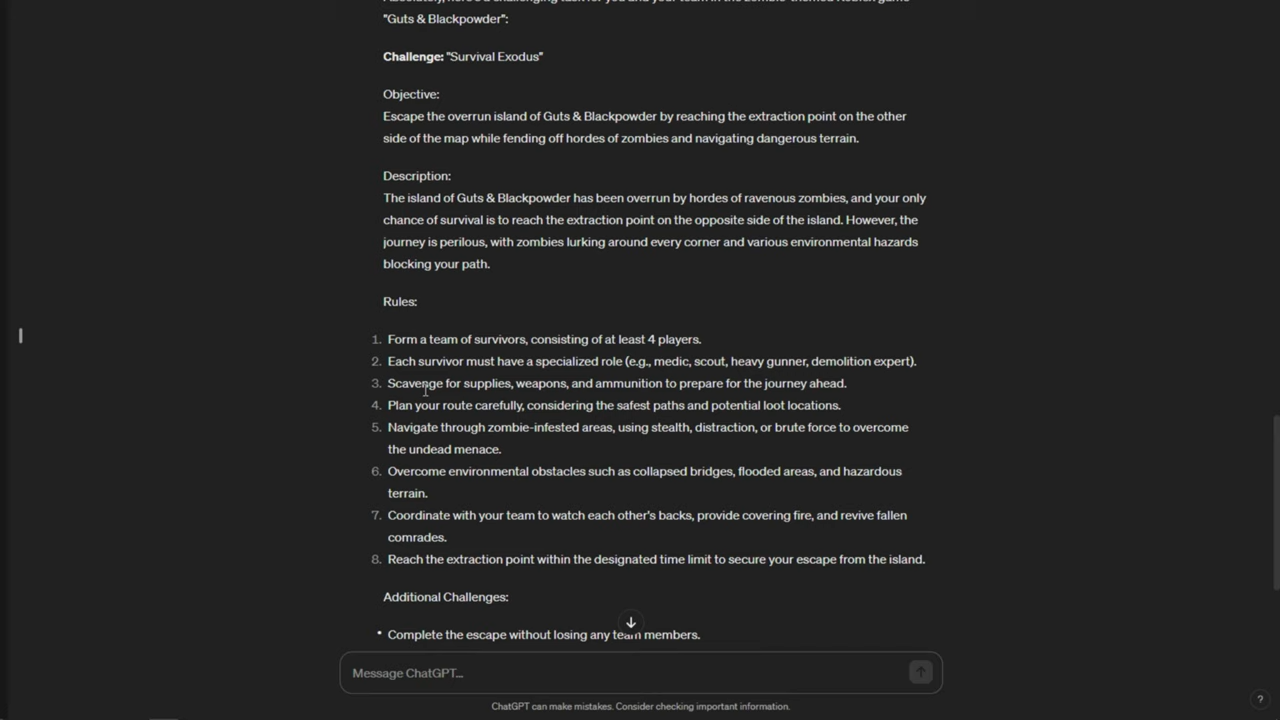 "Guts & Blackpowder":
Challenge: "Survival Exodus"
Objective:
Escape the overrun island of Guts & Blackpowder by reaching the extraction point on the other
side of the map while fending off hordes of zombies and navigating dangerous terrain.
Description:
The island of Guts & Blackpowder has been overrun by hordes of ravenous zombies, and your only
chance of survival is to reach the extraction point on the opposite side of the island. However, the
journey is perilous, with zombies lurking around every corner and various environmental hazards
blocking your path.
Rules:
1. Form a team of survivors, consisting of at least 4 players.
2. Each survivor must have a specialized role (e.g., medic, scout, heavy gunner, demolition expert).
3. Scavenge for supplies, weapons, and ammunition to prepare for the journey ahead.
4. Plan your route carefully, considering the safest paths and potential loot locations.
5. Navigate through zombie-infested areas, using stealth, distraction, or brute force to overcome
the undead menace.
6. Overcome environmental obstacles such as collapsed bridges, flooded areas, and hazardous
terrain.
7. Coordinate with your team to watch each other's backs, provide covering fire, and revive fallen
comrades.
8. Reach the extraction point within the designated time limit to secure your escape from the island.
Additional Challenges:
• Complete the escape without losing any team members.
Message ChatGPT...
ChatGPT can make mistakes. Consider checking important information.
?